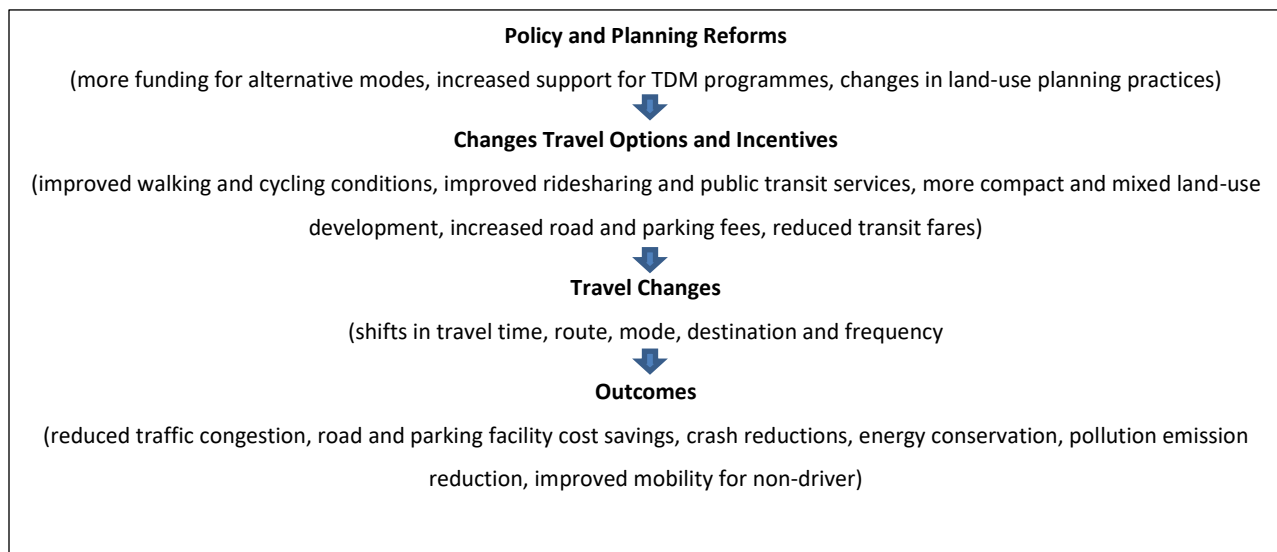 Policy and Planning Reforms
(more funding for alternative modes, increased support for TDM programmes, changes in land-use planning practices)
Changes Travel Options and Incentives
(improved walking and cycling conditions, improved ridesharing and public transit services, more compact and mixed land-use
development, increased road and parking fees, reduced transit fares)
Travel Changes
(shifts in travel time, route, mode, destination and frequency
Outcomes
(reduced traffic congestion, road and parking facility cost savings, crash reductions, energy conservation, pollution emission
reduction, improved mobility for non-driver)